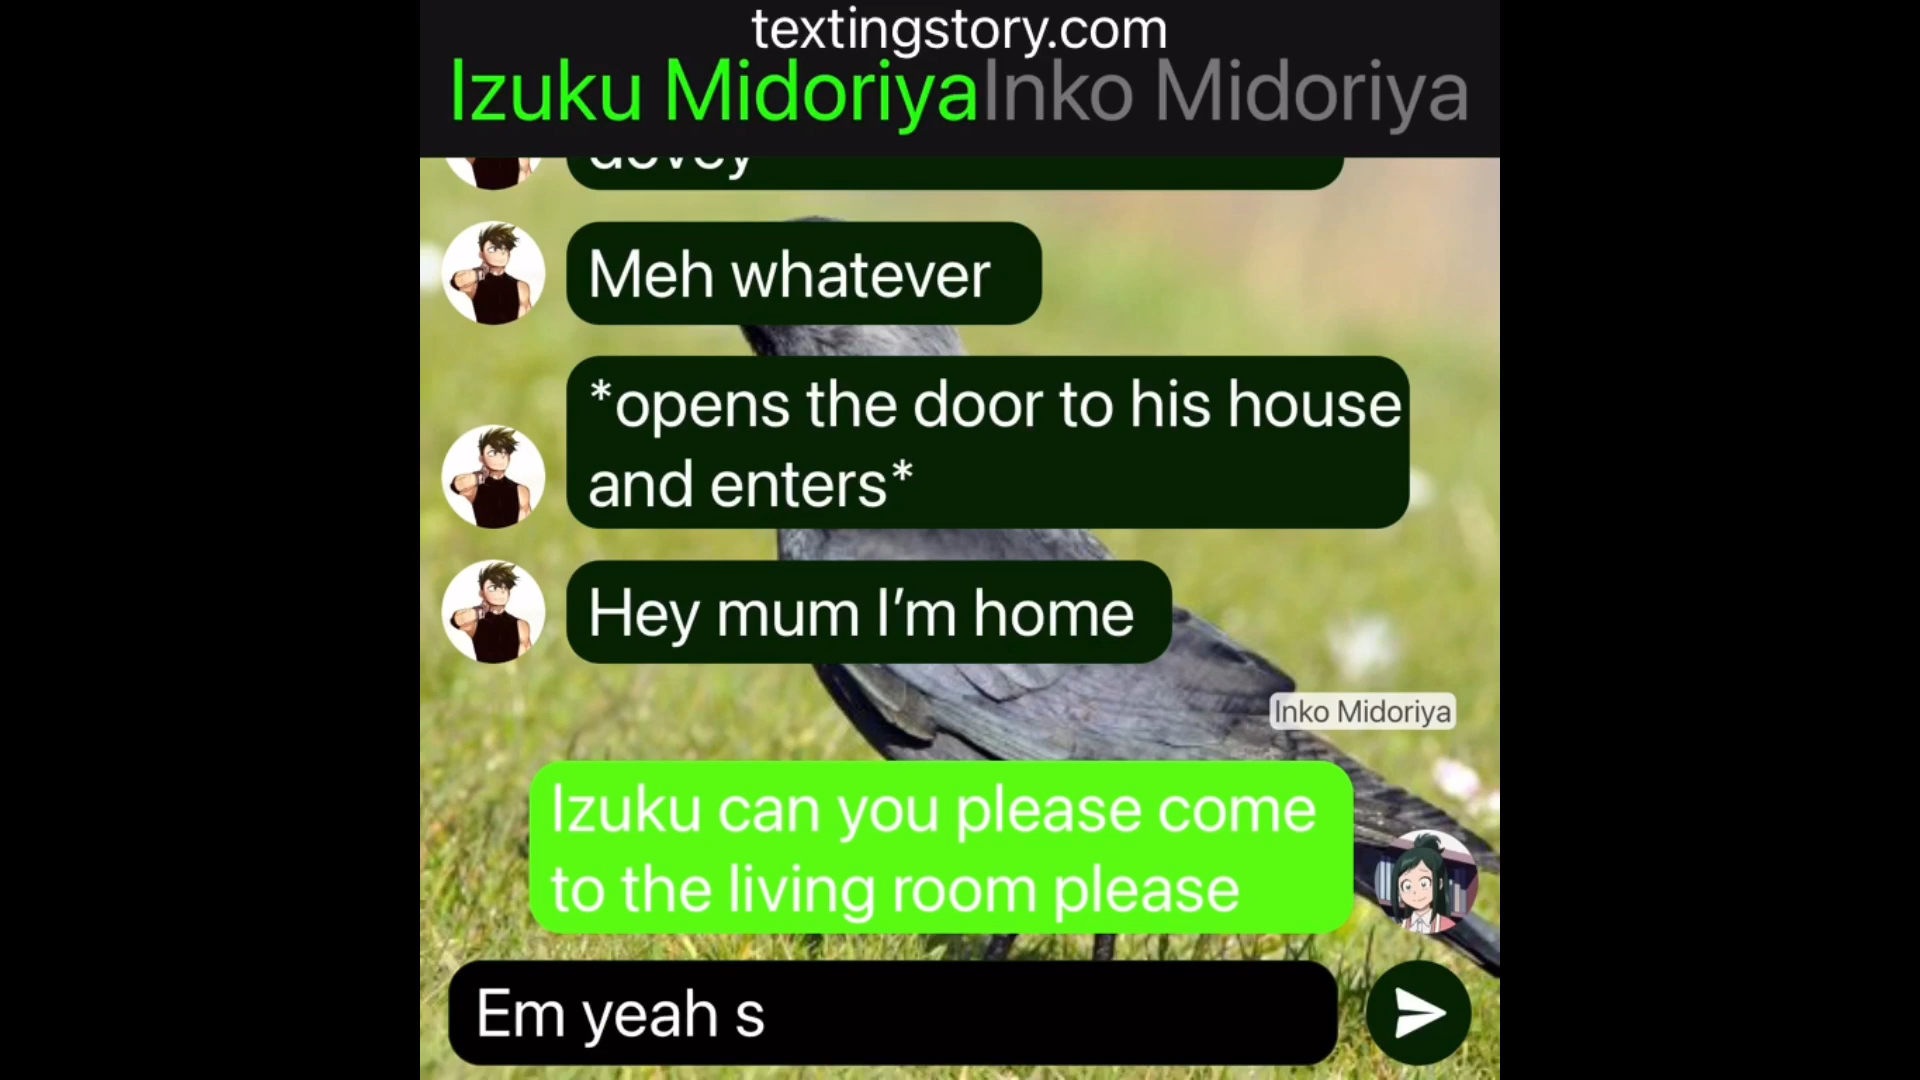 textingstory.com
Izuku Midoriya Inko Midoriya
dovey
Meh whatever
*opens the door to his house
and enters*
Hey mum I’m home
Inko Midoriya
Izuku can you please come
to the living room please
Em yeah s